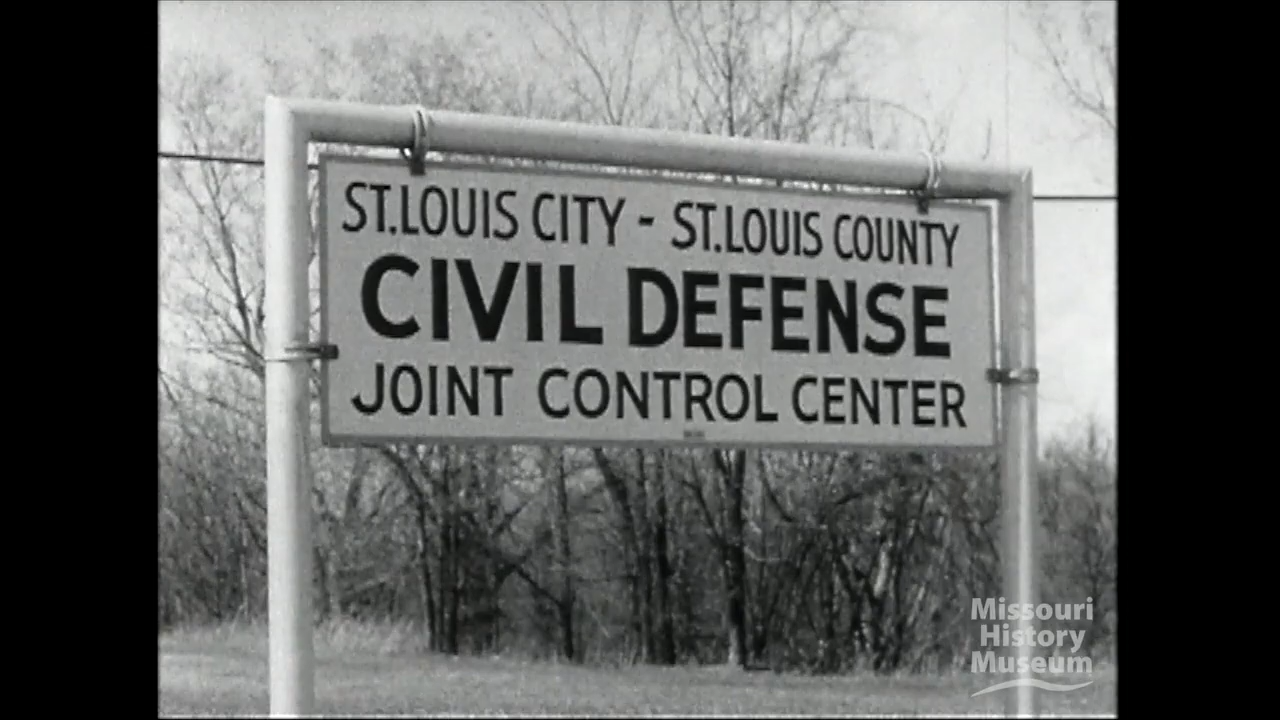 ST.LOUIS CITY - ST.LOUIS COUNTY
CIVIL DEFENSE
JOINT CONTROL CENTER
Missouri
History
Museum